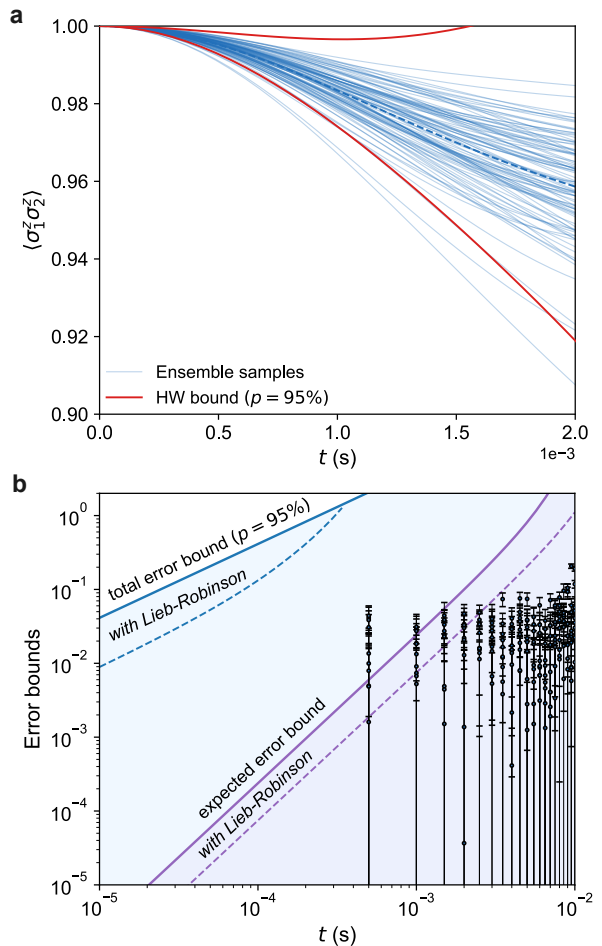 a
1.00
0.98
0.96
0.94
0.92
0.90
⟨σ₁ᶻσ₂ᶻ⟩
Ensemble samples
HW bound (p = 95%)
0.0
0.5
1.0
1.5
2.0
t (s)
1e−3
b
10⁰
10⁻¹
10⁻²
10⁻³
10⁻⁴
10⁻⁵
Error bounds
total error bound (p = 95%)
with Lieb-Robinson
expected error bound
with Lieb-Robinson
10⁻⁵
10⁻⁴
10⁻³
10⁻²
t (s)